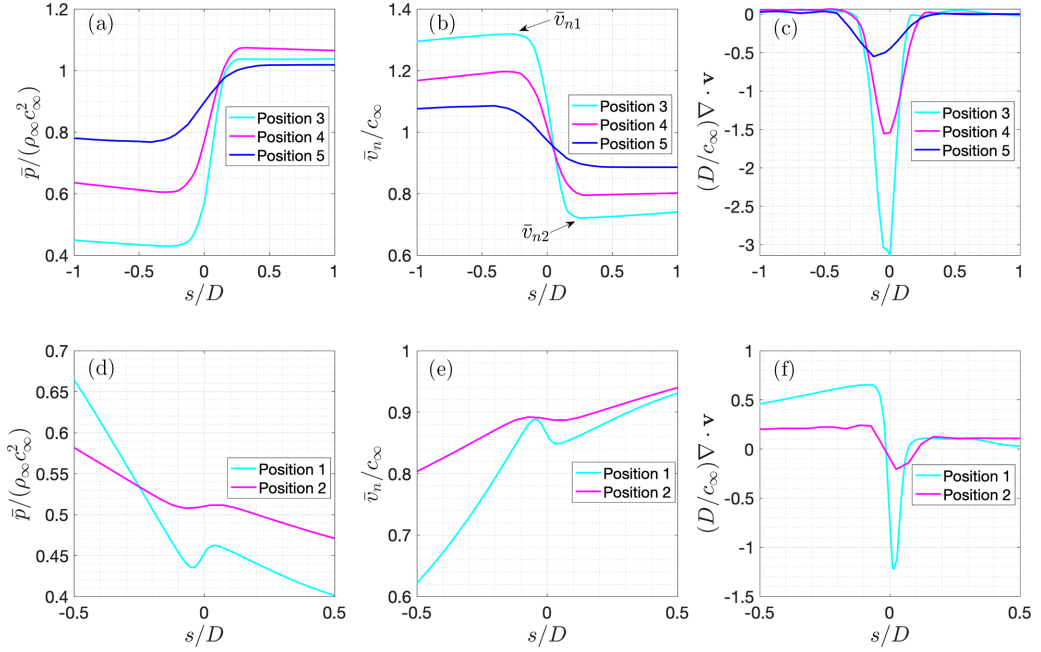 (a)
1.2
1
0.8
0.6
0.4
p̄/(ρ∞c²∞)
Position 3
Position 4
Position 5
-1 -0.5 0 0.5 1
s/D
(b)
v̄n1
1.4
1.2
1
0.8
0.6
v̄n/c∞
Position 3
Position 4
Position 5
v̄n2
-1 -0.5 0 0.5 1
s/D
(c)
0
-0.5
-1
-1.5
-2
-2.5
-3
(D/c∞)∇ · v
Position 3
Position 4
Position 5
-1 -0.5 0 0.5 1
s/D
(d)
0.7
0.65
0.6
0.55
0.5
0.45
0.4
p̄/(ρ∞c²∞)
Position 1
Position 2
-0.5 0 0.5
s/D
(e)
1
0.9
0.8
0.7
0.6
v̄n/c∞
Position 1
Position 2
-0.5 0 0.5
s/D
(f)
1
0.5
0
-0.5
-1
-1.5
(D/c∞)∇ · v
Position 1
Position 2
-0.5 0 0.5
s/D